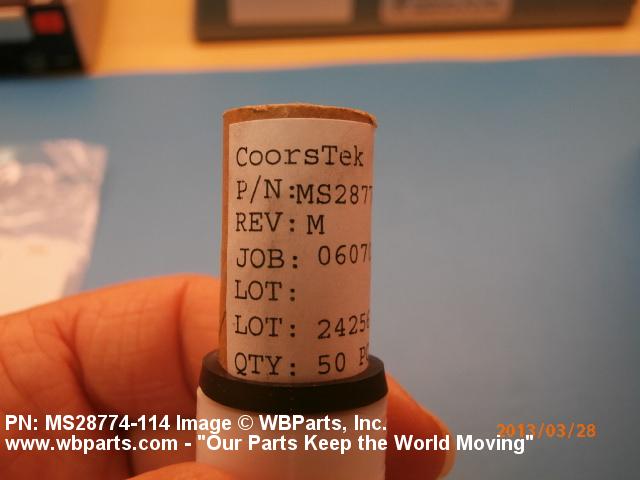 CoorsTek
P/N:MS2877
REV: M
JOB: 0607
LOT:
LOT: 2425
QTY: 50 P
PN: MS28774-114 Image © WBParts, Inc.
2013/03/28
www.wbparts.com - "Our Parts Keep the World Moving"